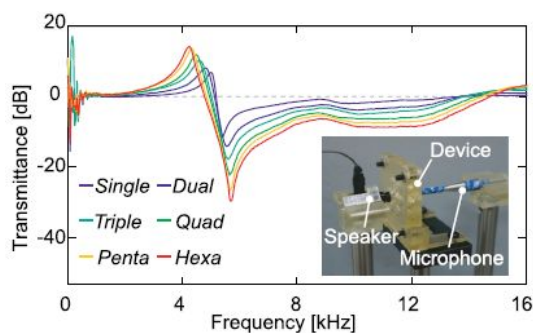 20
0
-20
-40
Transmittance [dB]
Single Dual
Triple Quad
Penta Hexa
Device
Speaker
Microphone
0 4 8 12 16
Frequency [kHz]